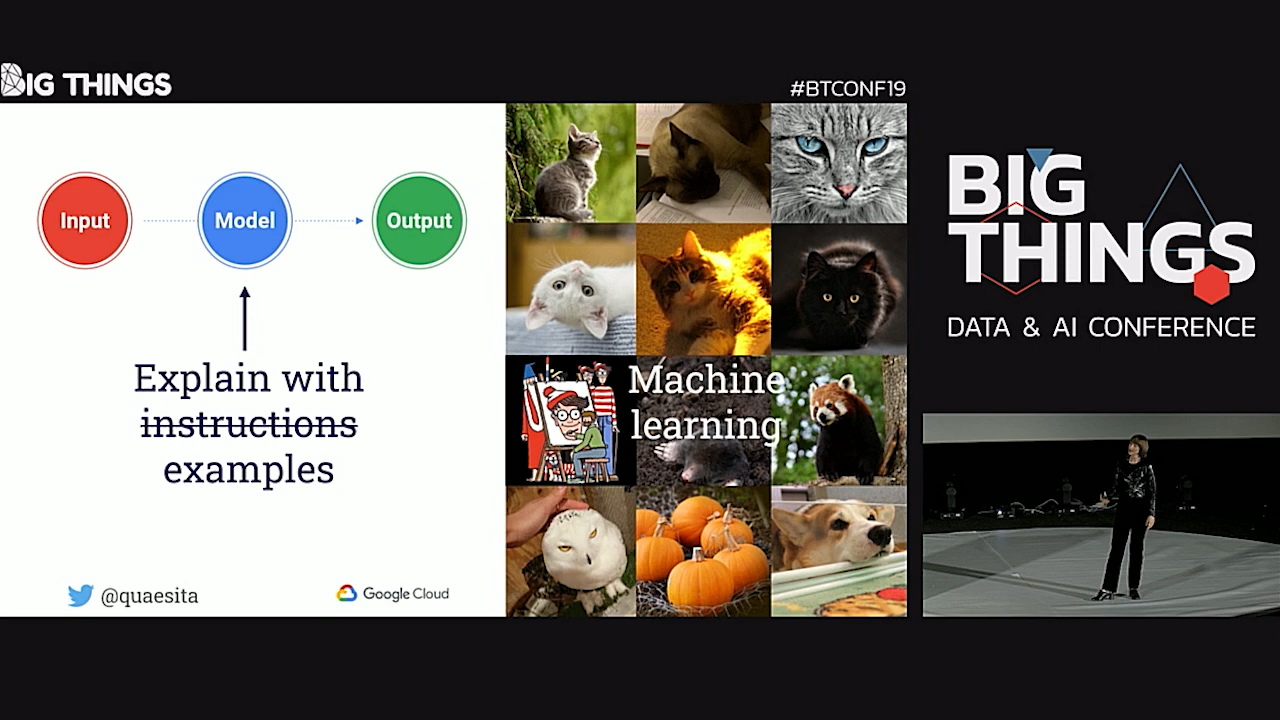 BIG THINGS
#BTCONF19
Input
Model
Output
Explain with
instructions
examples
@quaesita
Google Cloud
Machine
learning
BIG
THINGS
DATA & AI CONFERENCE